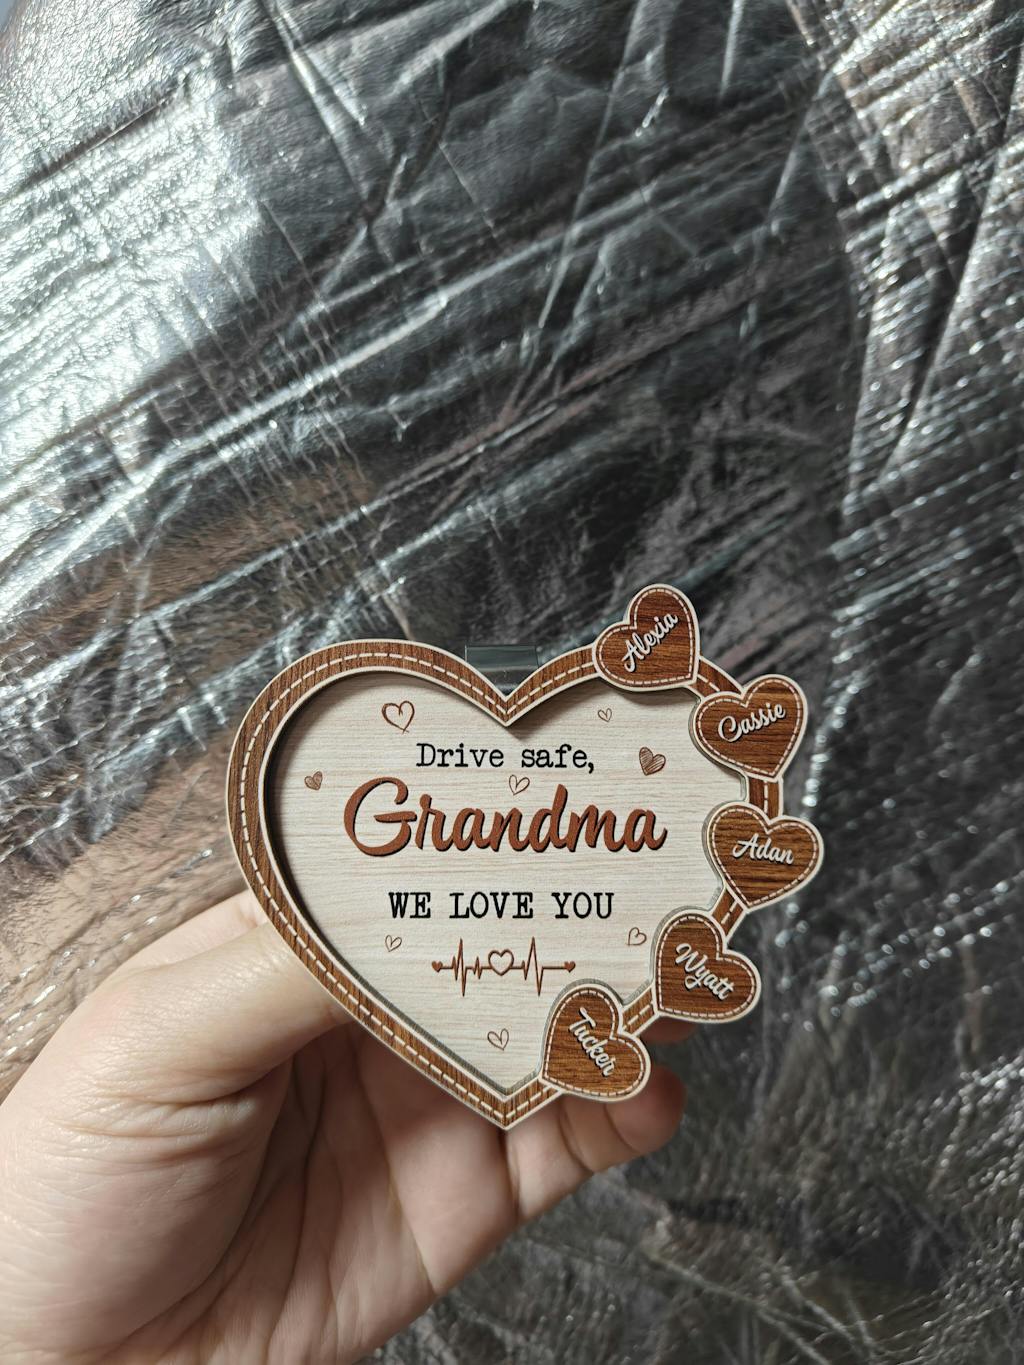 Drive safe,
Grandma
WE LOVE YOU
Alexia
Cassie
Adan
Wyatt
Tucker